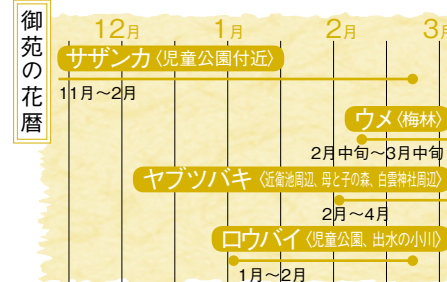 御苑の花暦
12月 1月 2月 3月
サザンカ〈児童公園付近〉
11月～2月
ウメ〈梅林〉
2月中旬～3月中旬
ヤブツバキ〈近衛池周辺、母と子の森、白雲神社周辺〉
2月～4月
ロウバイ〈児童公園、出水の小川〉
1月～2月